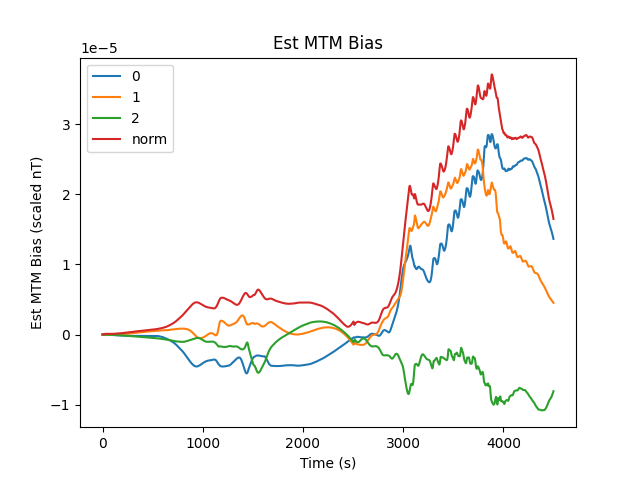 Est MTM Bias
1e−5
0
1
2
norm
3
2
1
0
−1
Est MTM Bias (scaled nT)
0 1000 2000 3000 4000
Time (s)